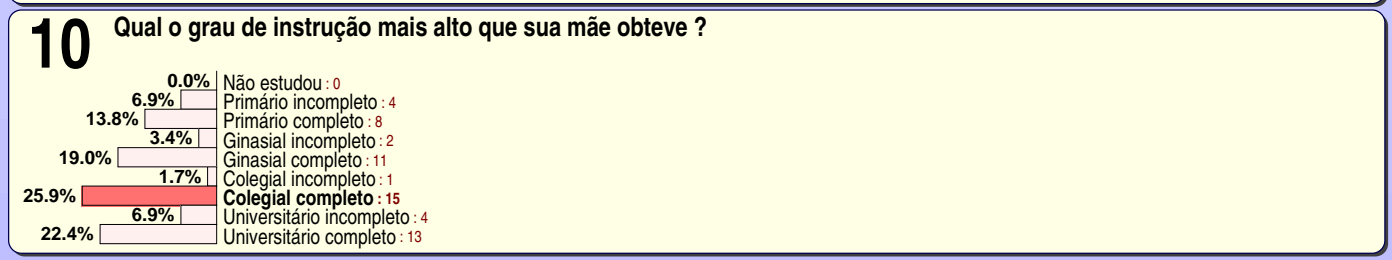 10 Qual o grau de instrução mais alto que sua mãe obteve ?
0.0% Não estudou : 0
6.9% Primário incompleto : 4
13.8% Primário completo : 8
3.4% Ginasial incompleto : 2
19.0% Ginasial completo : 11
1.7% Colegial incompleto : 1
25.9% Colegial completo : 15
6.9% Universitário incompleto : 4
22.4% Universitário completo : 13